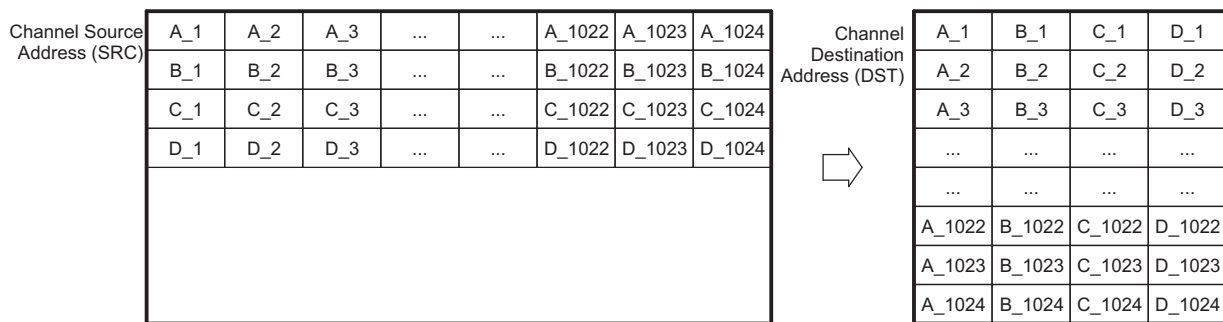 Channel Source
Address (SRC)
A_1 A_2 A_3 ... ... A_1022 A_1023 A_1024
B_1 B_2 B_3 ... ... B_1022 B_1023 B_1024
C_1 C_2 C_3 ... ... C_1022 C_1023 C_1024
D_1 D_2 D_3 ... ... D_1022 D_1023 D_1024
Channel
Destination
Address (DST)
A_1 B_1 C_1 D_1
A_2 B_2 C_2 D_2
A_3 B_3 C_3 D_3
... ... ... ...
... ... ... ...
A_1022 B_1022 C_1022 D_1022
A_1023 B_1023 C_1023 D_1023
A_1024 B_1024 C_1024 D_1024